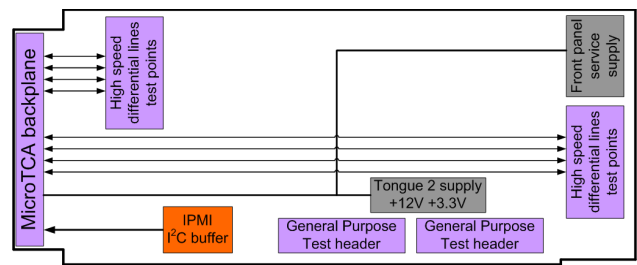 MicroTCA backplane
High speed
differential lines
test points
Front panel
service
supply
High speed
differential lines
test points
Tongue 2 supply
+12V +3.3V
IPMI
I²C buffer
General Purpose
Test header
General Purpose
Test header